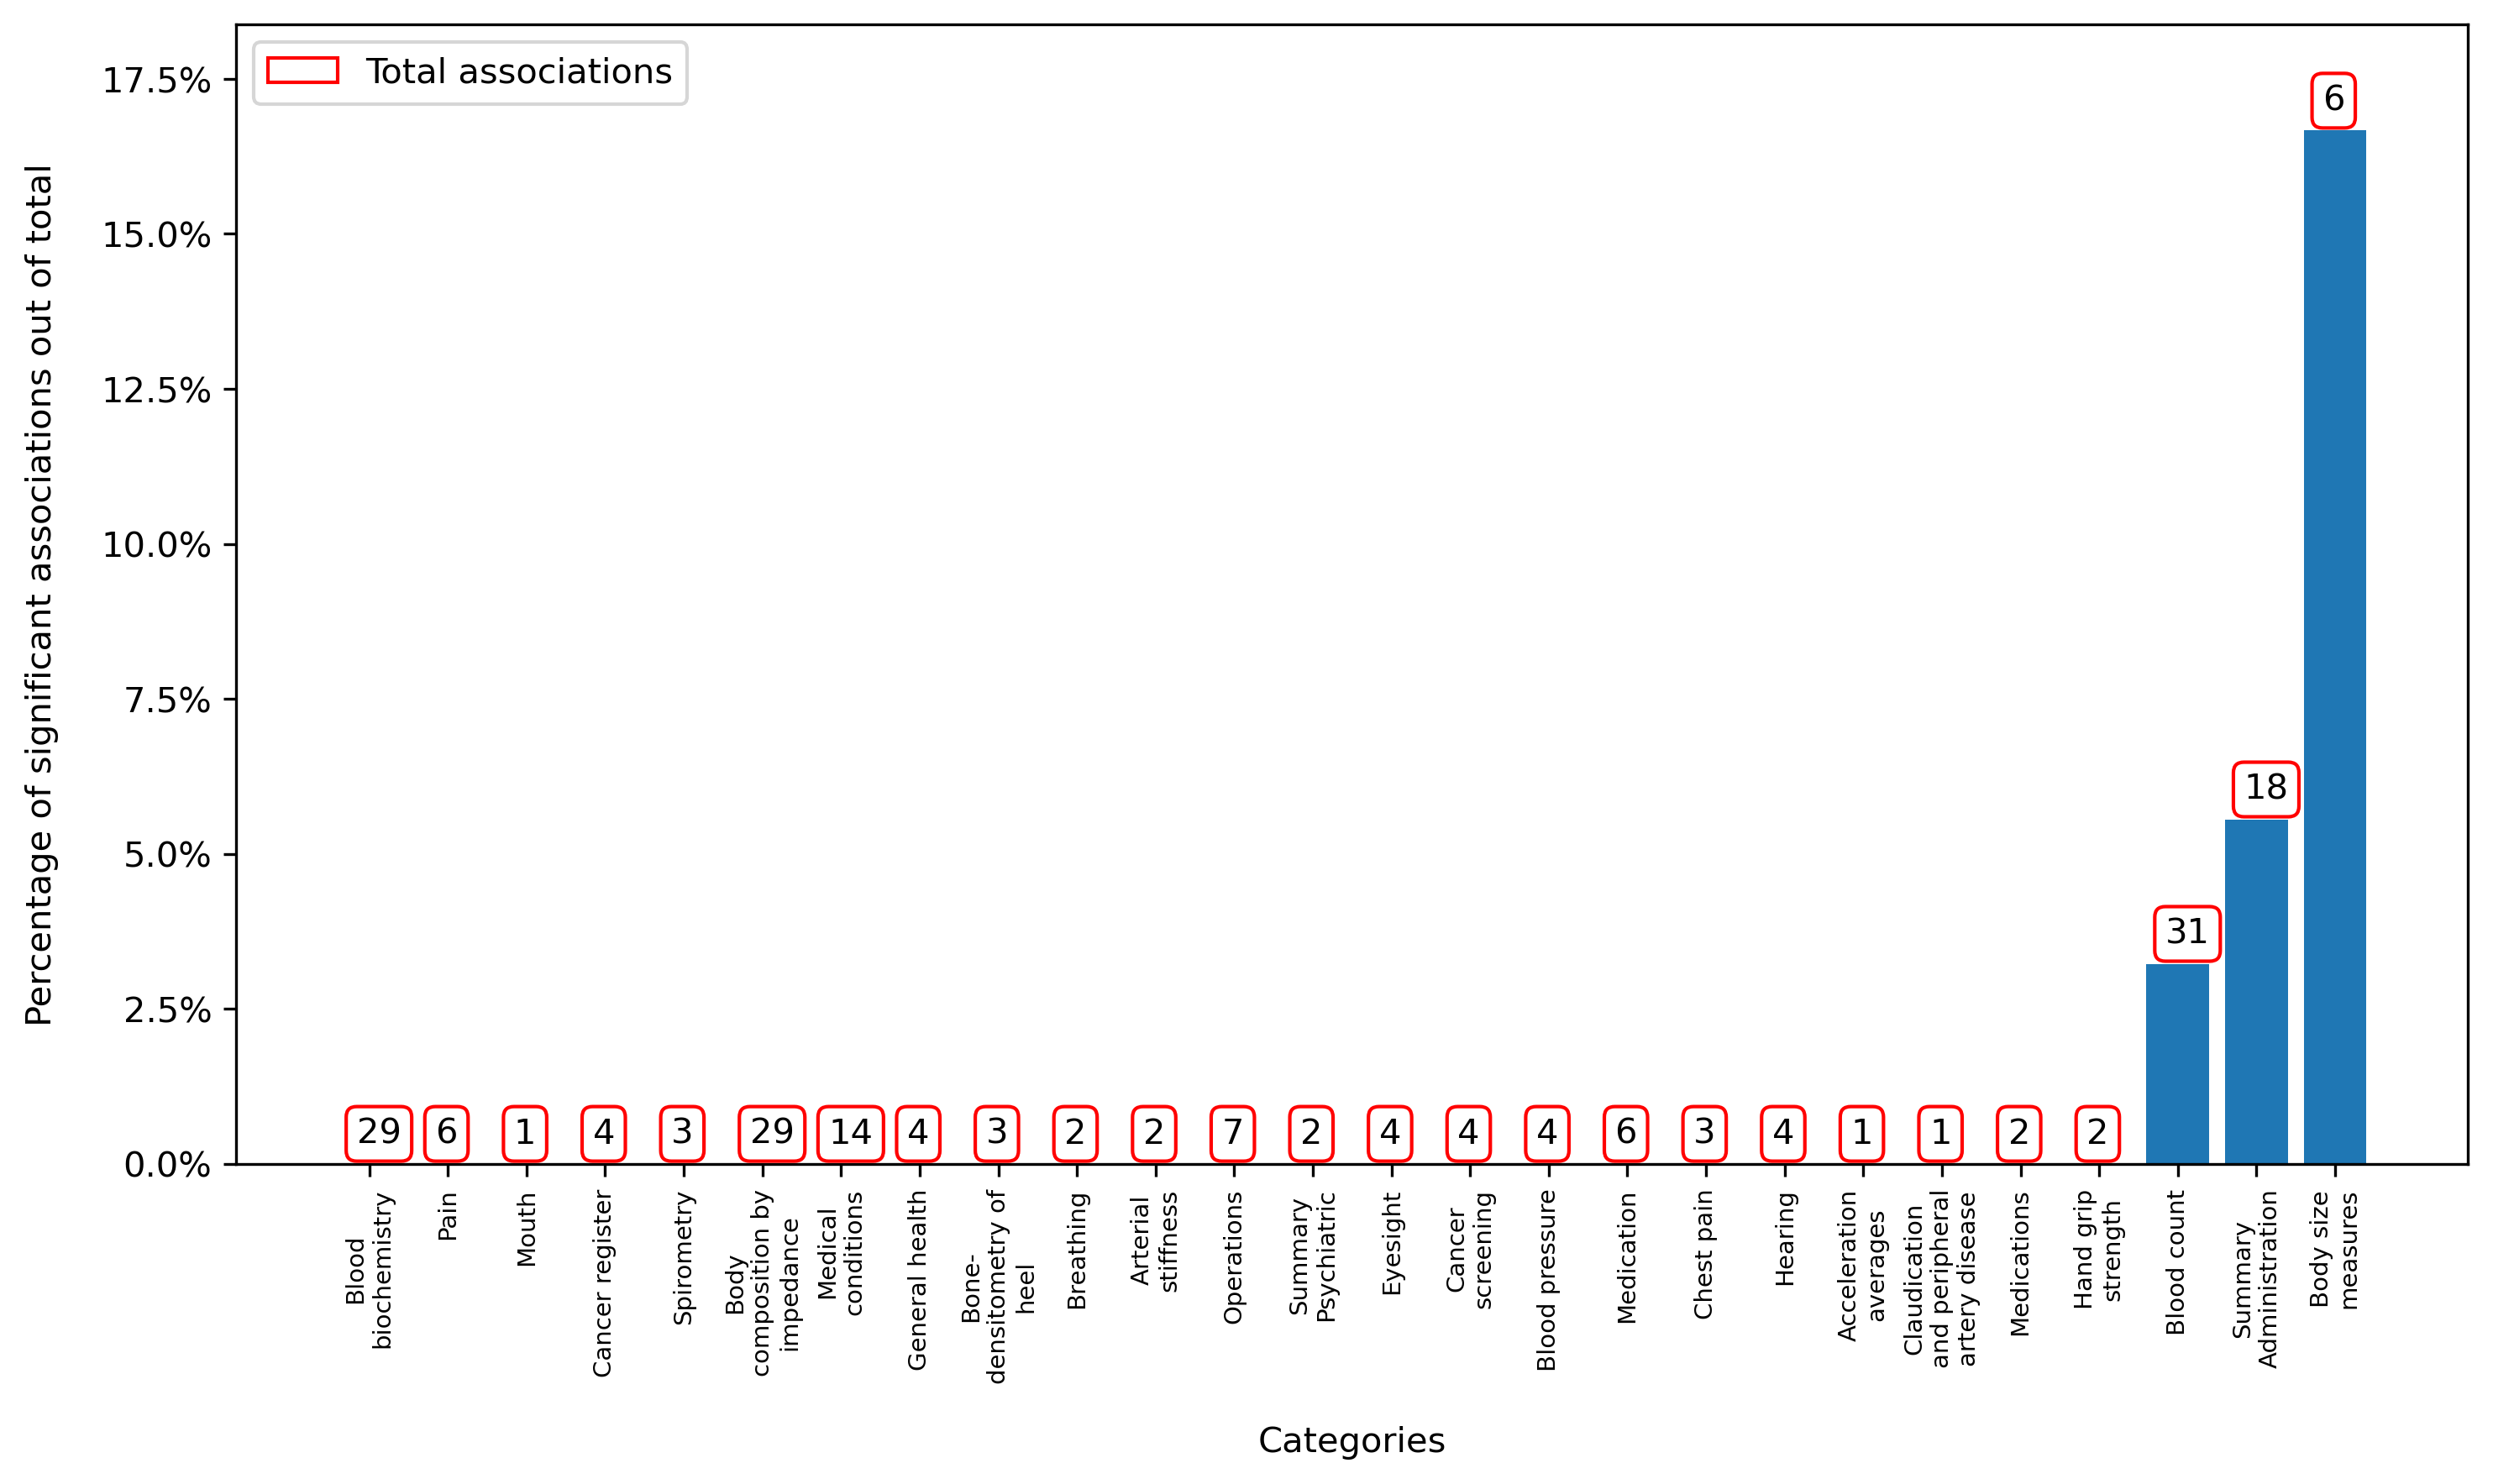 Total associations
Percentage of significant associations out of total
17.5%
15.0%
12.5%
10.0%
7.5%
5.0%
2.5%
0.0%
29
6
1
4
3
29
14
4
3
2
2
7
2
4
4
4
6
3
4
1
1
2
2
31
18
6
Blood
biochemistry
Pain
Mouth
Cancer register
Spirometry
Body
composition by
impedance
Medical
conditions
General health
Bone-
densitometry of
heel
Breathing
Arterial
stiffness
Operations
Summary
Psychiatric
Eyesight
Cancer
screening
Blood pressure
Medication
Chest pain
Hearing
Acceleration
averages
Claudication
and peripheral
artery disease
Medications
Hand grip
strength
Blood count
Summary
Administration
Body size
measures
Categories